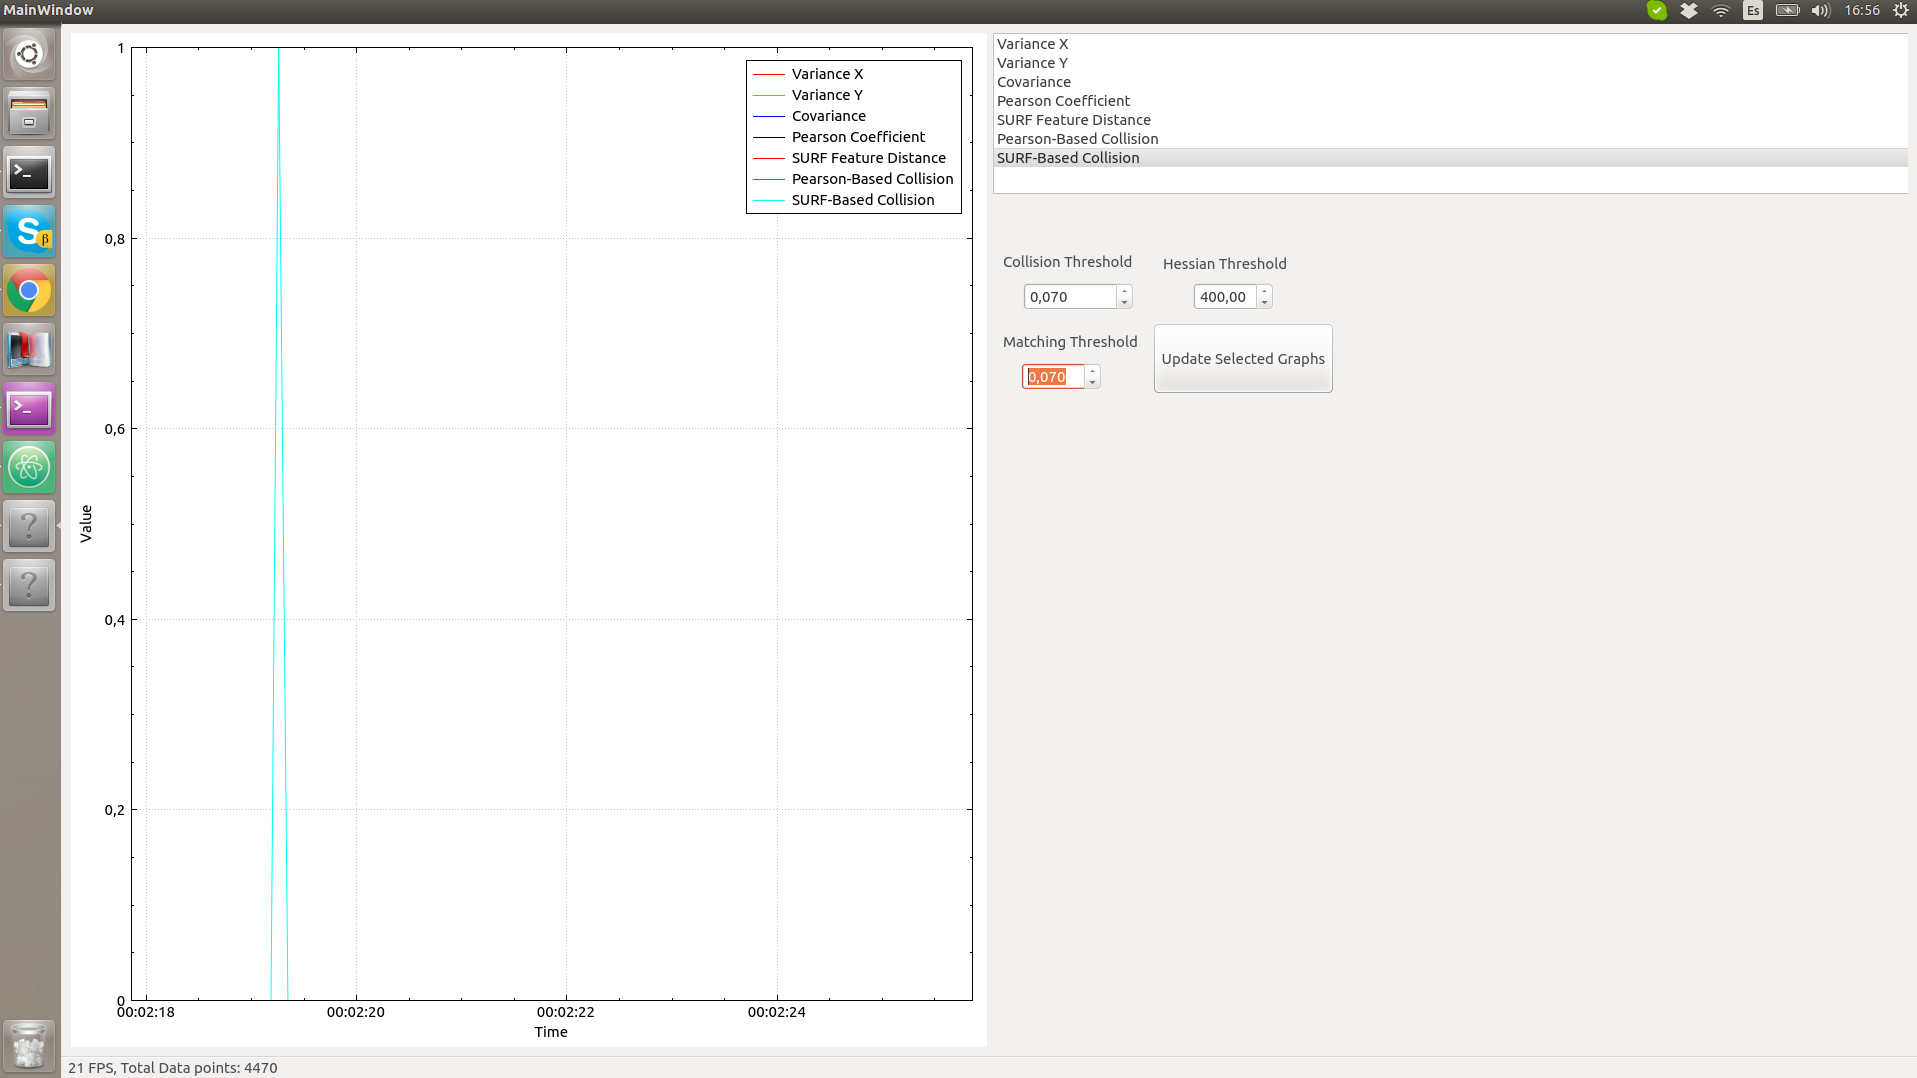 MainWindow
Es
16:56
1
0,8
0,6
0,4
0,2
0
Value
00:02:18
00:02:20
00:02:22
00:02:24
Time
Variance X
Variance Y
Covariance
Pearson Coefficient
SURF Feature Distance
Pearson-Based Collision
SURF-Based Collision
Variance X
Variance Y
Covariance
Pearson Coefficient
SURF Feature Distance
Pearson-Based Collision
SURF-Based Collision
Collision Threshold
Hessian Threshold
0,070
400,00
Matching Threshold
Update Selected Graphs
0,070
>_
S
β
>_
?
?
21 FPS, Total Data points: 4470